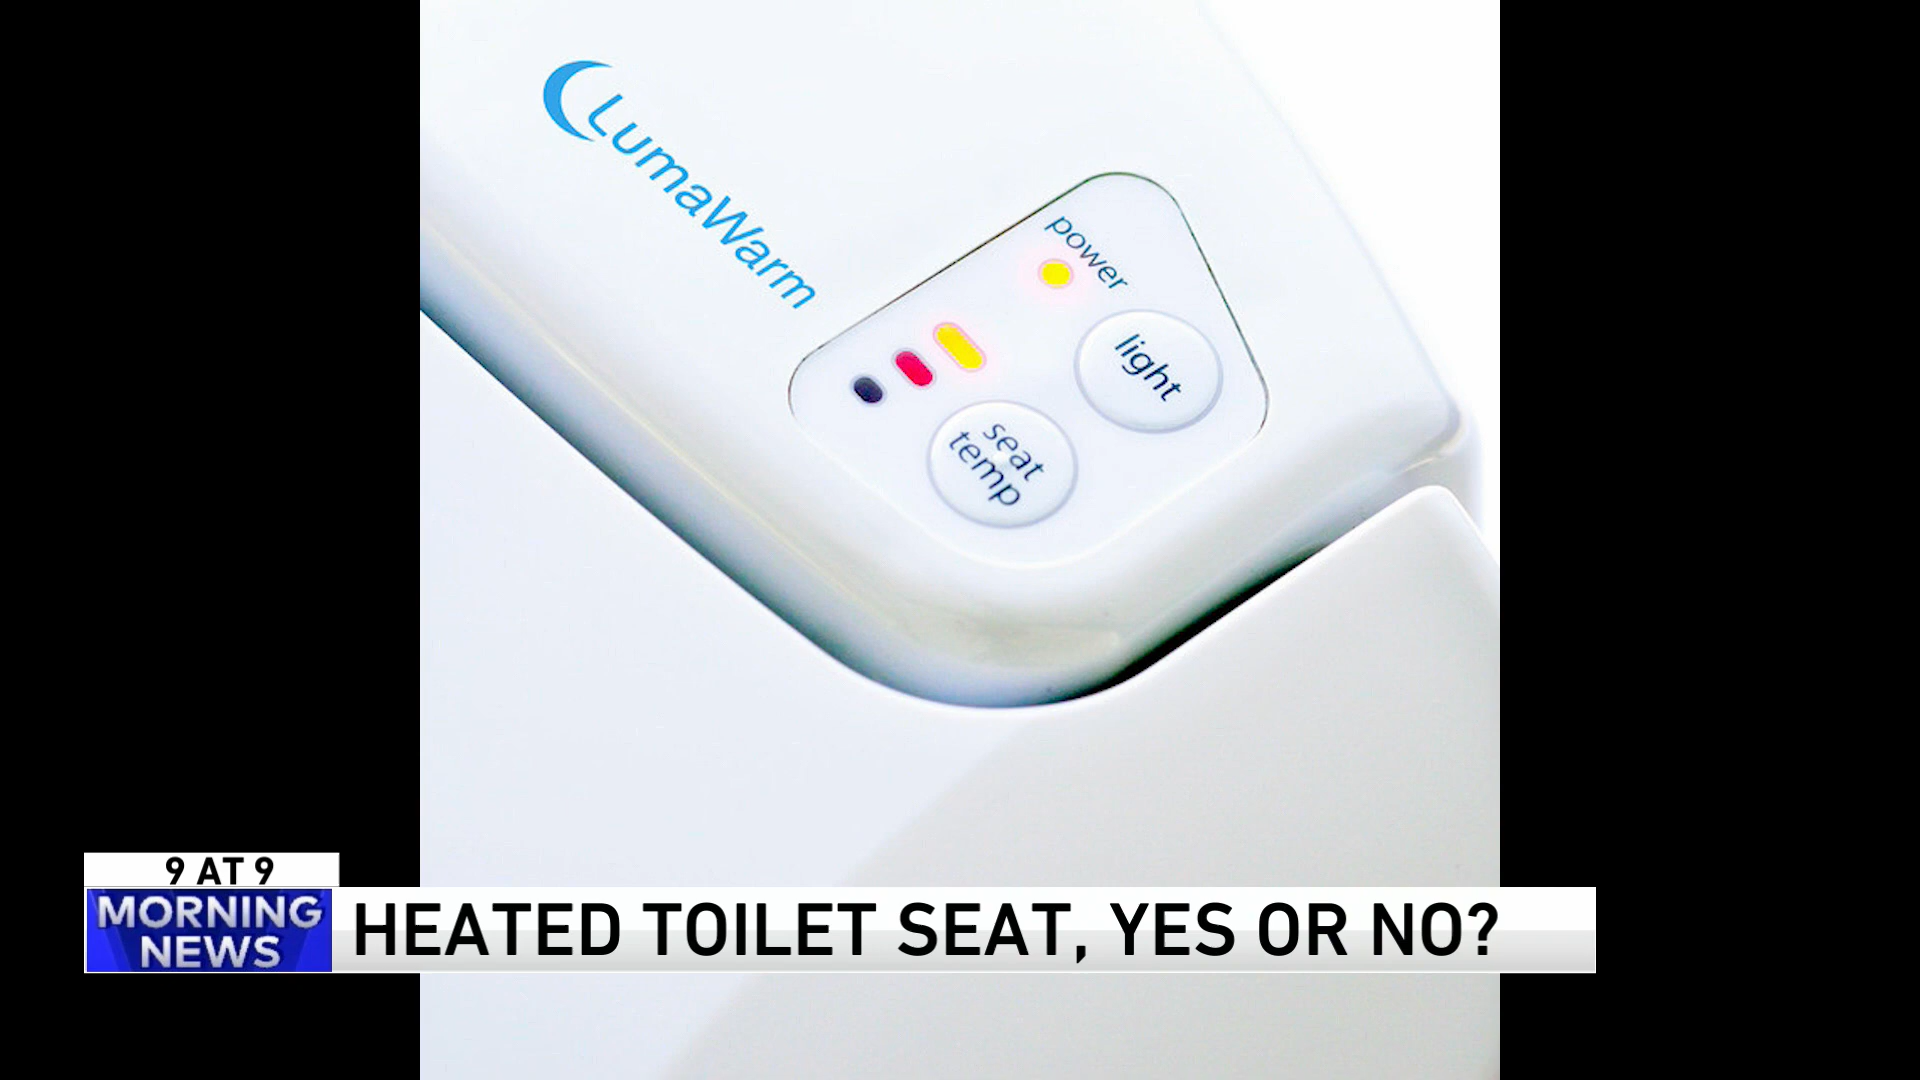 LumaWarm
power
light
seat
temp
9 AT 9
MORNING
NEWS
HEATED TOILET SEAT, YES OR NO?